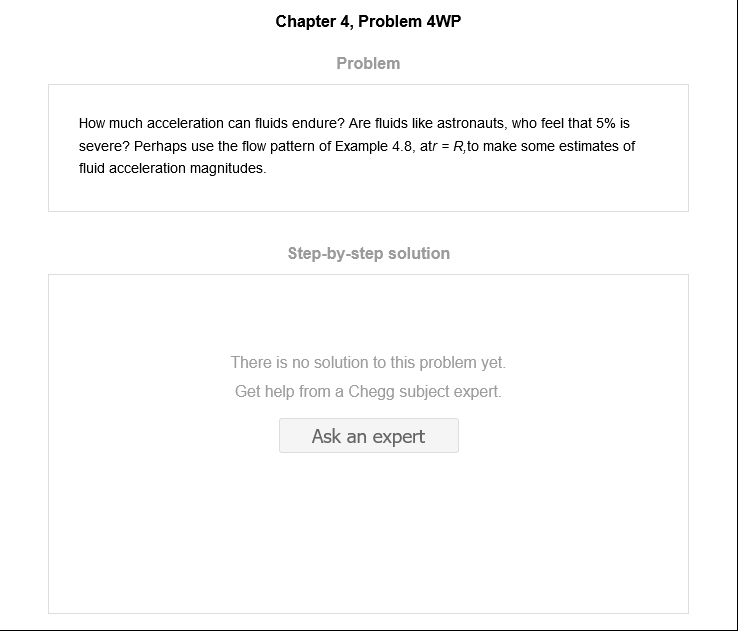 Chapter 4, Problem 4WP
Problem
How much acceleration can fluids endure? Are fluids like astronauts, who feel that 5% is
severe? Perhaps use the flow pattern of Example 4.8, atr = R,to make some estimates of
fluid acceleration magnitudes.
Step-by-step solution
There is no solution to this problem yet.
Get help from a Chegg subject expert.
Ask an expert